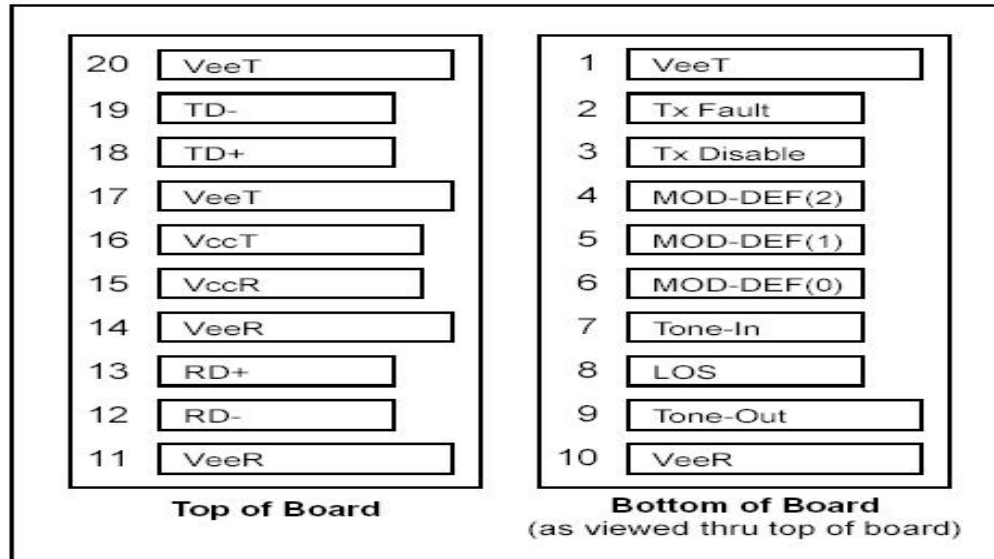 20 VeeT
19 TD-
18 TD+
17 VeeT
16 VccT
15 VccR
14 VeeR
13 RD+
12 RD-
11 VeeR
Top of Board
1 VeeT
2 Tx Fault
3 Tx Disable
4 MOD-DEF(2)
5 MOD-DEF(1)
6 MOD-DEF(0)
7 Tone-In
8 LOS
9 Tone-Out
10 VeeR
Bottom of Board
(as viewed thru top of board)